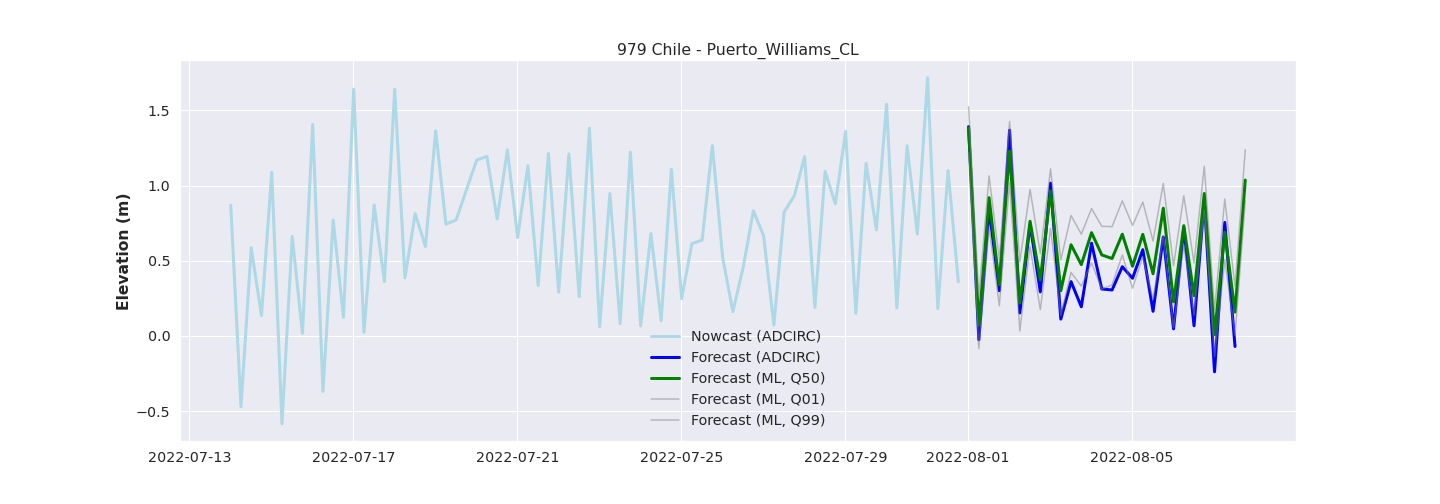 979 Chile - Puerto_Williams_CL
Elevation (m)
1.5
1.0
0.5
0.0
−0.5
Nowcast (ADCIRC)
Forecast (ADCIRC)
Forecast (ML, Q50)
Forecast (ML, Q01)
Forecast (ML, Q99)
2022-07-13 2022-07-17 2022-07-21 2022-07-25 2022-07-29 2022-08-01 2022-08-05